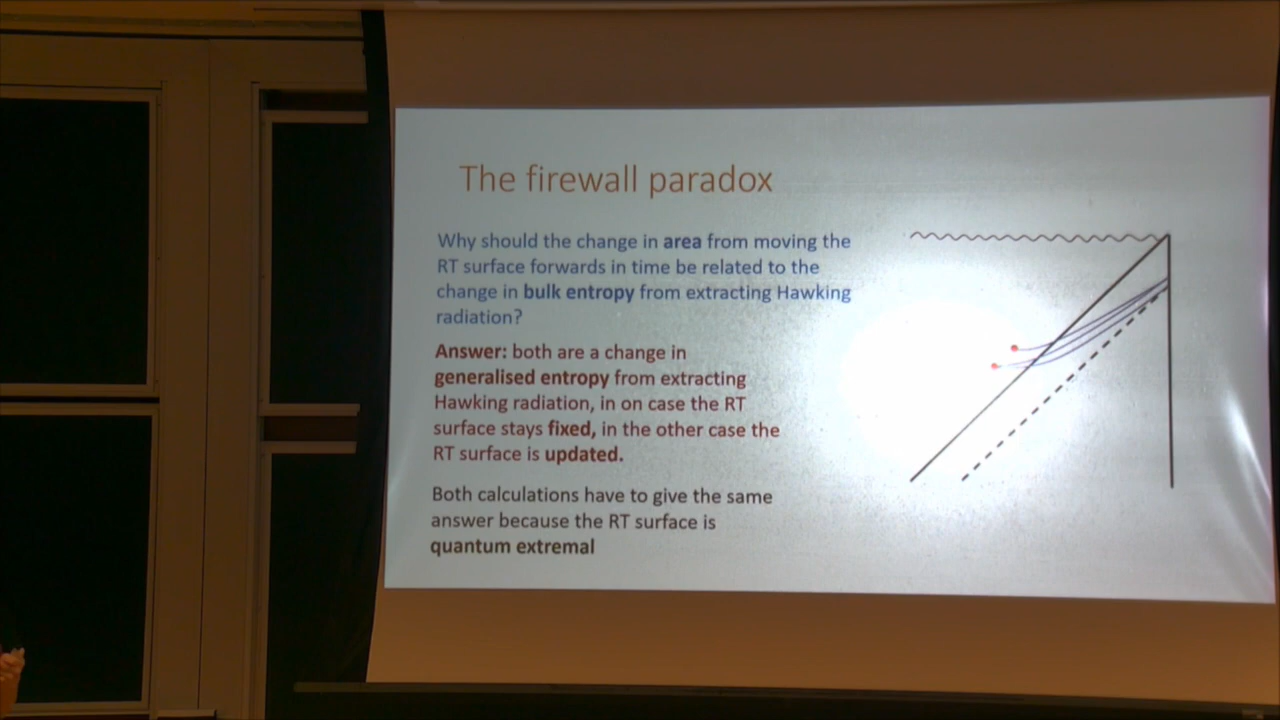 The firewall paradox
Why should the change in area from moving the
RT surface forwards in time be related to the
change in bulk entropy from extracting Hawking
radiation?
Answer: both are a change in
generalised entropy from extracting
Hawking radiation, in on case the RT
surface stays fixed, in the other case the
RT surface is updated.
Both calculations have to give the same
answer because the RT surface is
quantum extremal